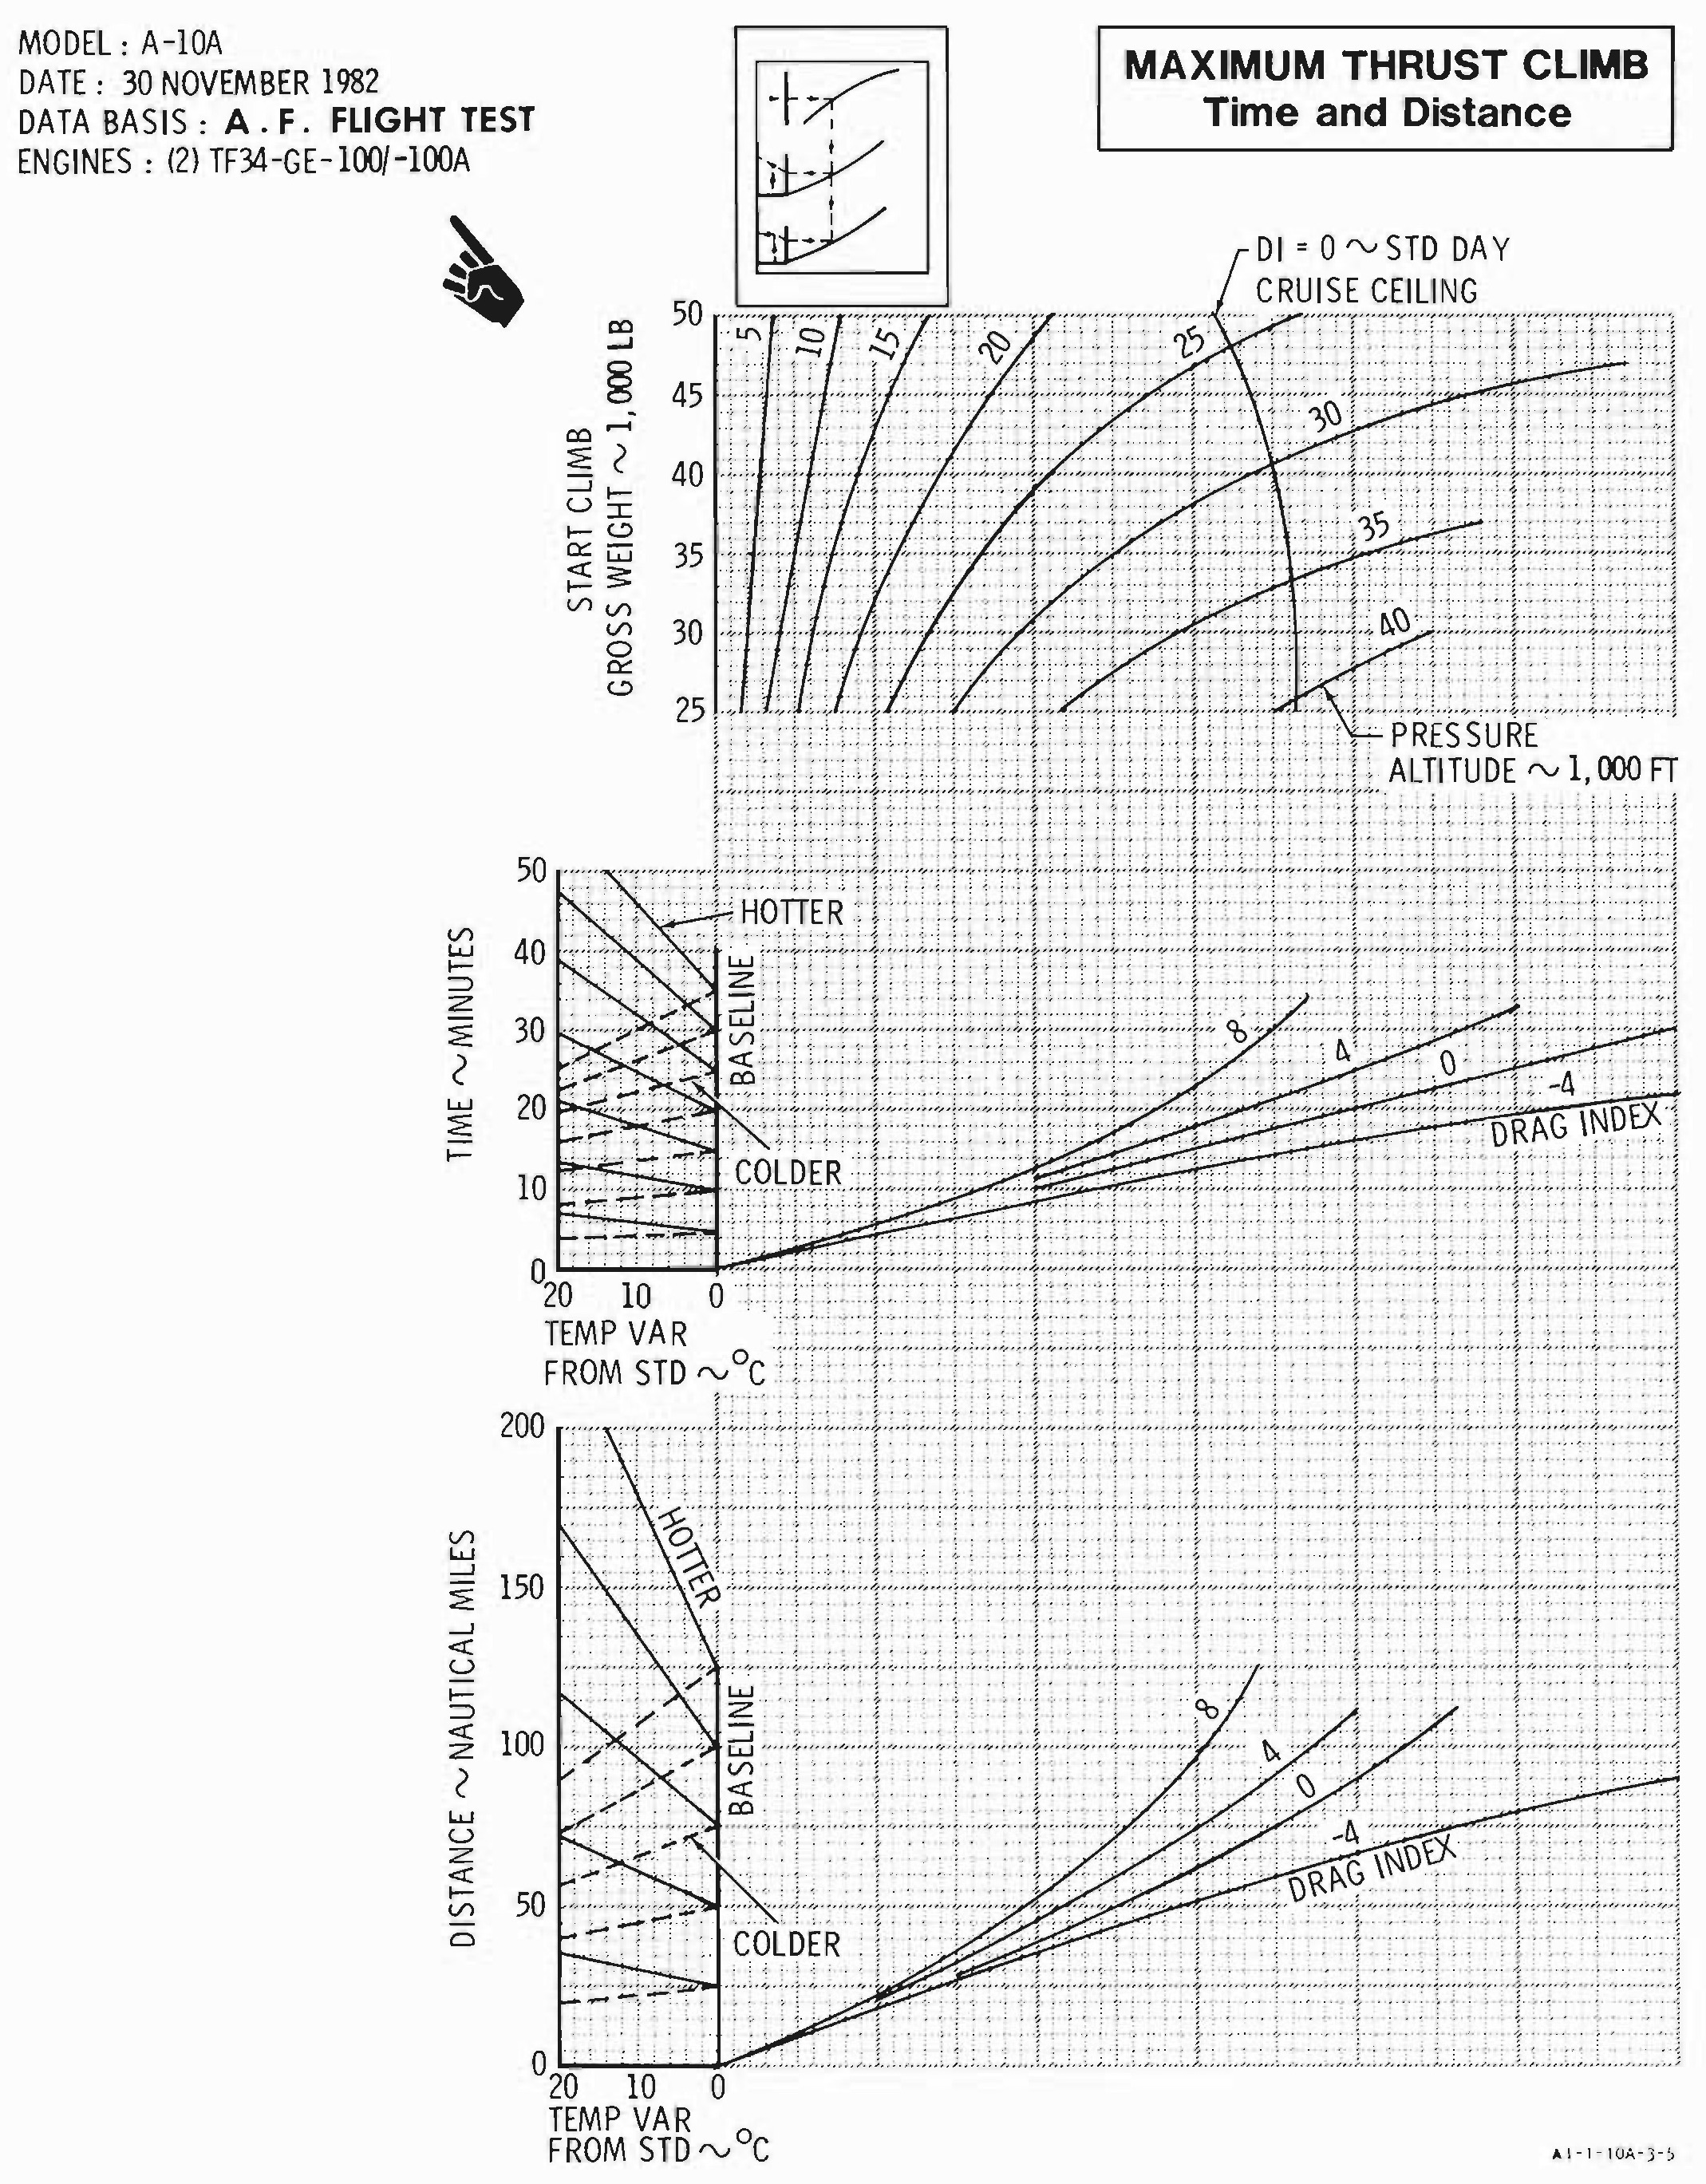 MODEL : A-10A
DATE : 30 NOVEMBER 1982
DATA BASIS : A . F. FLIGHT TEST
ENGINES : (2) TF34-GE-100/-100A
MAXIMUM THRUST CLIMB
Time and Distance
DI = 0 ~ STD DAY
CRUISE CEILING
START CLIMB
GROSS WEIGHT ~ 1,000 LB
50
45
40
35
30
25
5
10
15
20
25
30
35
40
PRESSURE
ALTITUDE ~ 1,000 FT
TIME ~ MINUTES
50
40
30
20
10
0
HOTTER
BASELINE
COLDER
8
4
0
-4
DRAG INDEX
20 10 0
TEMP VAR
FROM STD ~ °C
DISTANCE ~ NAUTICAL MILES
200
150
100
50
0
HOTTER
BASELINE
COLDER
8
4
0
-4
DRAG INDEX
20 10 0
TEMP VAR
FROM STD ~ °C
A1-1-10A-3-5